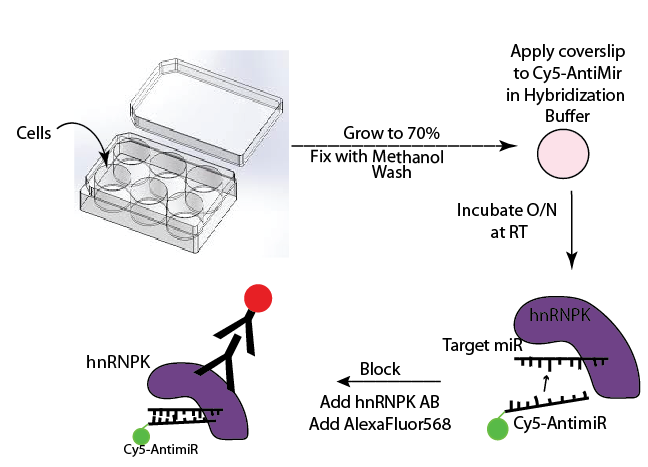 Apply coverslip
to Cy5-AntiMir
in Hybridization
Buffer
Cells
Grow to 70%
Fix with Methanol
Wash
Incubate O/N
at RT
hnRNPK
Target miR
Cy5-AntimiR
Block
Add hnRNPK AB
Add AlexaFluor568
hnRNPK
Cy5-AntimiR